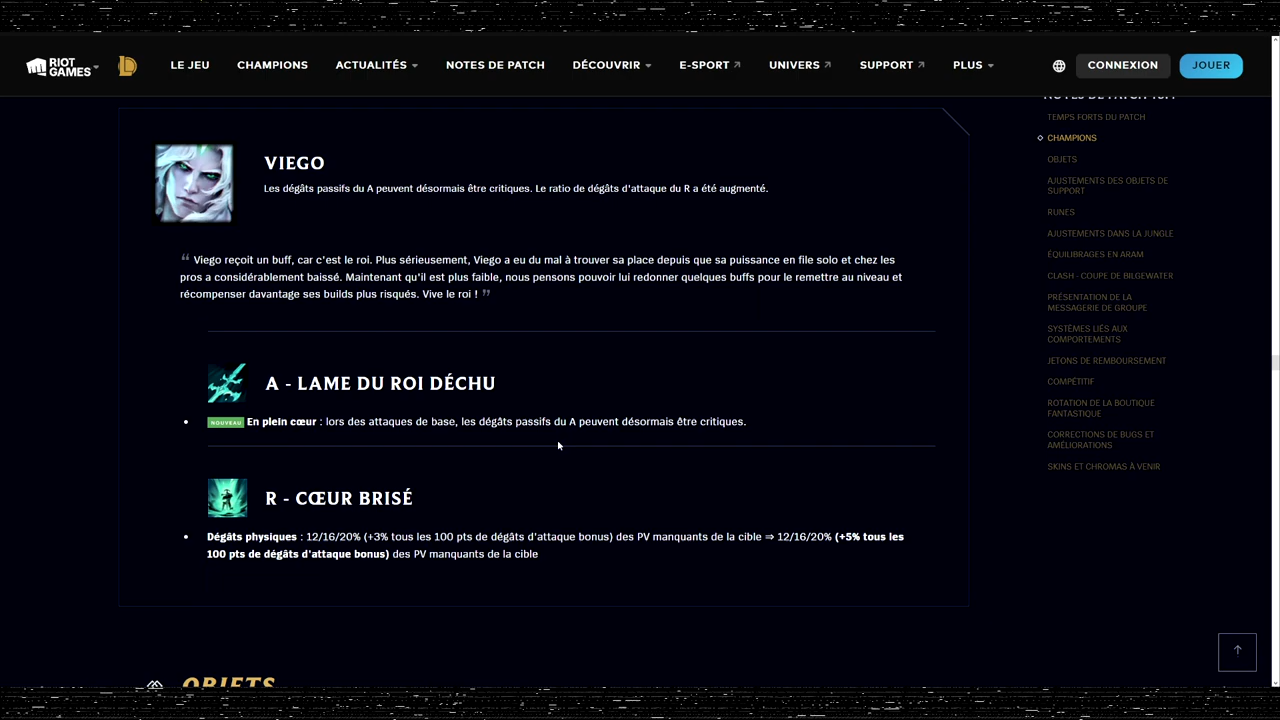 RIOT GAMES
LE JEU
CHAMPIONS
ACTUALITÉS
NOTES DE PATCH
DÉCOUVRIR
E-SPORT
UNIVERS
SUPPORT
PLUS
CONNEXION
JOUER
VIEGO
Les dégâts passifs du A peuvent désormais être critiques. Le ratio de dégâts d'attaque du R a été augmenté.
“ Viego reçoit un buff, car c'est le roi. Plus sérieusement, Viego a eu du mal à trouver sa place depuis que sa puissance en file solo et chez les
pros a considérablement baissé. Maintenant qu'il est plus faible, nous pensons pouvoir lui redonner quelques buffs pour le remettre au niveau et
récompenser davantage ses builds plus risqués. Vive le roi ! ”
A - LAME DU ROI DÉCHU
• NOUVEAU En plein cœur : lors des attaques de base, les dégâts passifs du A peuvent désormais être critiques.
R - CŒUR BRISÉ
• Dégâts physiques : 12/16/20% (+3% tous les 100 pts de dégâts d'attaque bonus) des PV manquants de la cible ⇒ 12/16/20% (+5% tous les
100 pts de dégâts d'attaque bonus) des PV manquants de la cible
OBJETS
TEMPS FORTS DU PATCH
CHAMPIONS
OBJETS
AJUSTEMENTS DES OBJETS DE
SUPPORT
RUNES
AJUSTEMENTS DANS LA JUNGLE
ÉQUILIBRAGES EN ARAM
CLASH - COUPE DE BILGEWATER
PRÉSENTATION DE LA
MESSAGERIE DE GROUPE
SYSTÈMES LIÉS AUX
COMPORTEMENTS
JETONS DE REMBOURSEMENT
COMPÉTITIF
ROTATION DE LA BOUTIQUE
FANTASTIQUE
CORRECTIONS DE BUGS ET
AMÉLIORATIONS
SKINS ET CHROMAS À VENIR